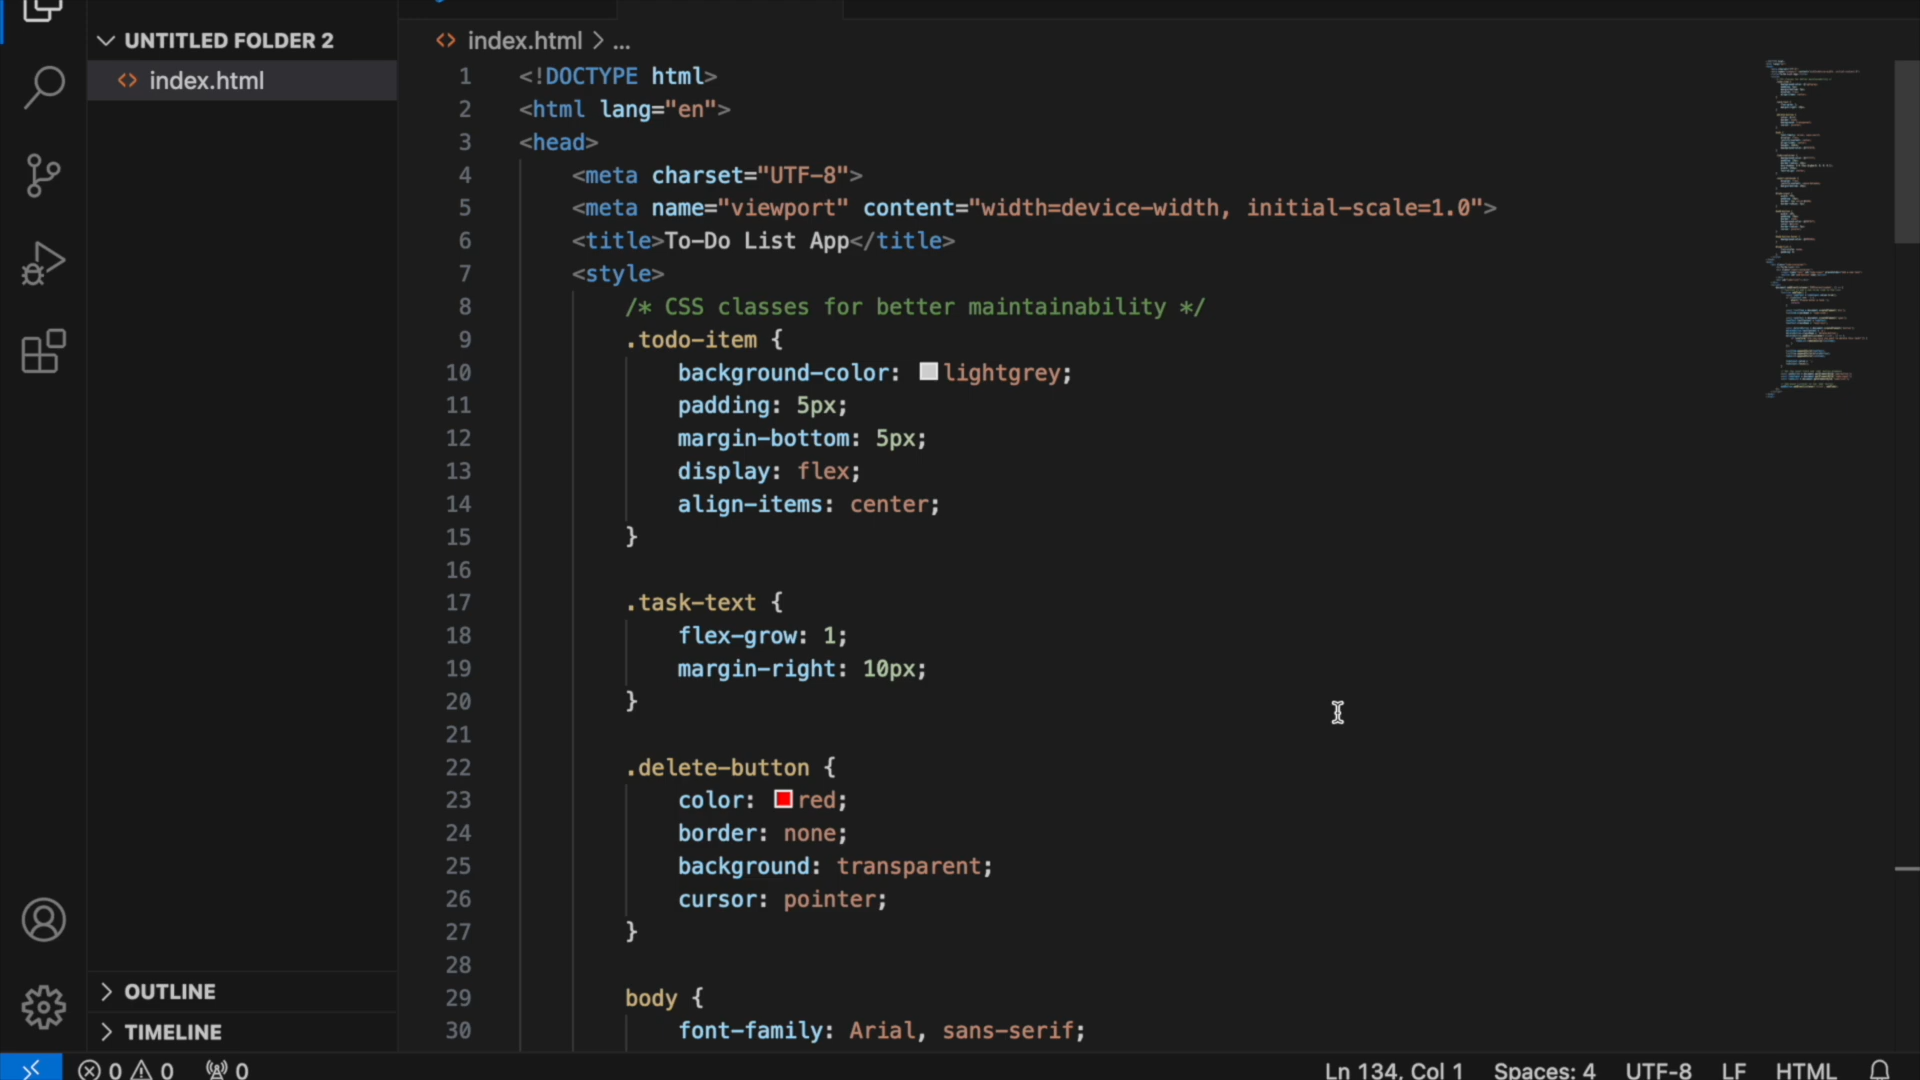 UNTITLED FOLDER 2
index.html
OUTLINE
TIMELINE
index.html > ...
1 <!DOCTYPE html>
2 <html lang="en">
3 <head>
4 <meta charset="UTF-8">
5 <meta name="viewport" content="width=device-width, initial-scale=1.0">
6 <title>To-Do List App</title>
7 <style>
8 /* CSS classes for better maintainability */
9 .todo-item {
10 background-color: lightgrey;
11 padding: 5px;
12 margin-bottom: 5px;
13 display: flex;
14 align-items: center;
15 }
16
17 .task-text {
18 flex-grow: 1;
19 margin-right: 10px;
20 }
21
22 .delete-button {
23 color: red;
24 border: none;
25 background: transparent;
26 cursor: pointer;
27 }
28
29 body {
30 font-family: Arial, sans-serif;
0 0 0 Ln 134, Col 1 Spaces: 4 UTF-8 LF HTML